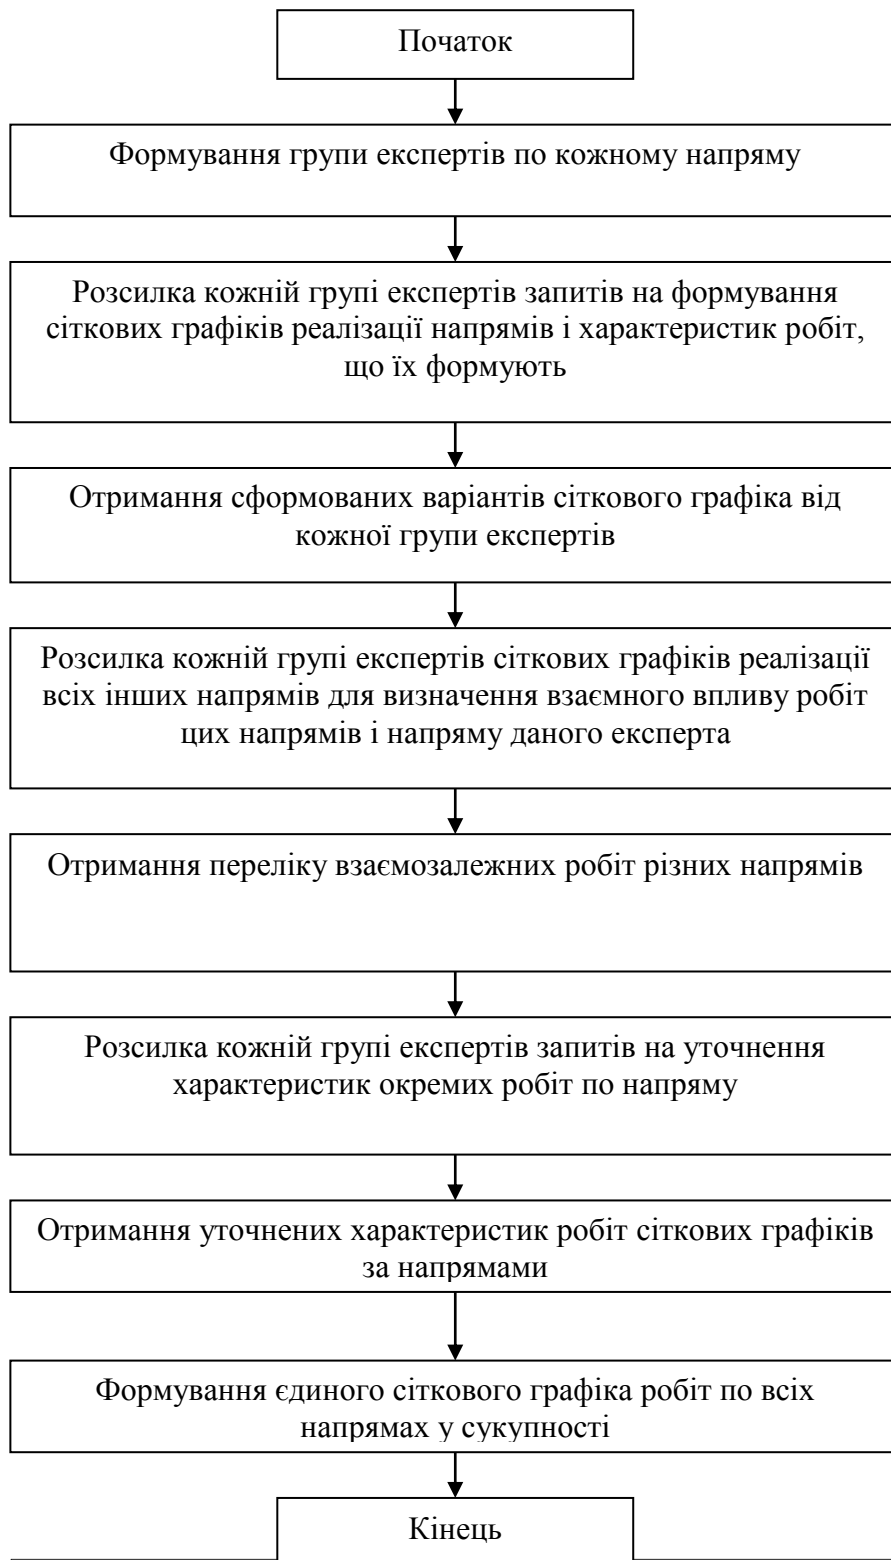 Початок
Формування групи експертів по кожному напряму
Розсилка кожній групі експертів запитів на формування
сіткових графіків реалізації напрямів і характеристик робіт,
що їх формують
Отримання сформованих варіантів сіткового графіка від
кожної групи експертів
Розсилка кожній групі експертів сіткових графіків реалізації
всіх інших напрямів для визначення взаємного впливу робіт
цих напрямів і напряму даного експерта
Отримання переліку взаємозалежних робіт різних напрямів
Розсилка кожній групі експертів запитів на уточнення
характеристик окремих робіт по напряму
Отримання уточнених характеристик робіт сіткових графіків
за напрямами
Формування єдиного сіткового графіка робіт по всіх
напрямах у сукупності
Кінець